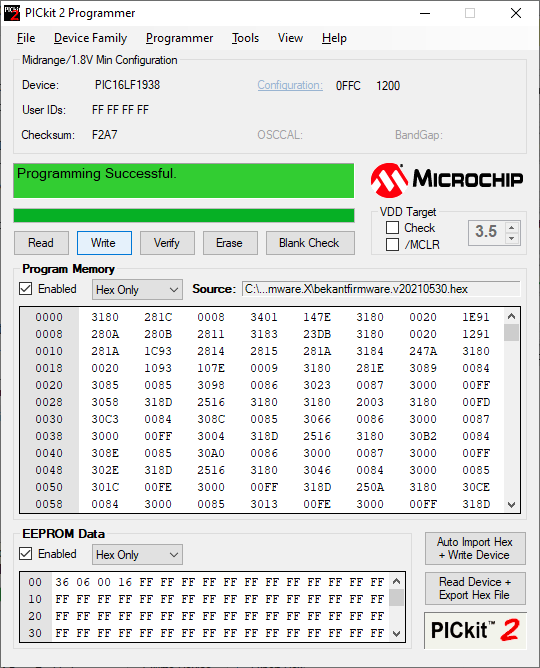 PICkit 2 Programmer
File Device Family Programmer Tools View Help
Midrange/1.8V Min Configuration
Device: PIC16LF1938 Configuration: 0FFC 1200
User IDs: FF FF FF FF
Checksum: F2A7 OSCCAL: BandGap:
Programming Successful.
MICROCHIP
VDD Target
Check
/MCLR
3.5
Read Write Verify Erase Blank Check
Program Memory
Enabled Hex Only Source: C:\...mware.X\bekantfirmware.v20210530.hex
0000 3180 281C 0008 3401 147E 3180 0020 1E91
0008 280A 280B 2811 3183 23DB 3180 0020 1291
0010 281A 1C93 2814 2815 281A 3184 247A 3180
0018 0020 1093 107E 0009 3180 281E 3089 0084
0020 3085 0085 3098 0086 3023 0087 3000 00FF
0028 3058 318D 2516 3180 3180 2003 3180 00FD
0030 30C3 0084 308C 0085 3066 0086 3000 0087
0038 3000 00FF 3004 318D 2516 3180 30B2 0084
0040 308E 0085 30A0 0086 3000 0087 3000 00FF
0048 302E 318D 2516 3180 3046 0084 3000 0085
0050 301C 00FE 3000 00FF 318D 250A 3180 30CE
0058 0084 3000 0085 3013 00FE 3000 00FF 318D
EEPROM Data
Enabled Hex Only
00 36 06 00 16 FF FF FF FF FF FF FF FF FF FF FF FF
10 FF FF FF FF FF FF FF FF FF FF FF FF FF FF FF FF
20 FF FF FF FF FF FF FF FF FF FF FF FF FF FF FF FF
30 FF FF FF FF FF FF FF FF FF FF FF FF FF FF FF FF
Auto Import Hex
+ Write Device
Read Device +
Export Hex File
PICkit™ 2